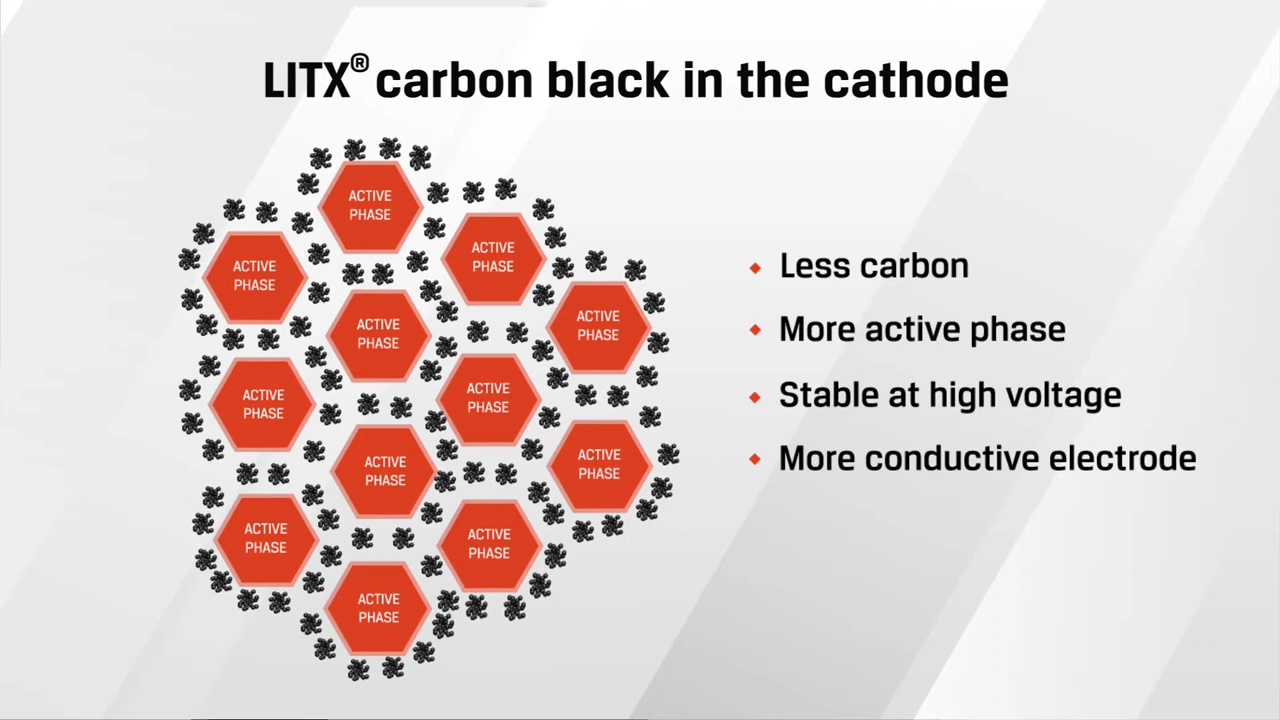 LITX® carbon black in the cathode
ACTIVE
PHASE
ACTIVE
PHASE
ACTIVE
PHASE
ACTIVE
PHASE
ACTIVE
PHASE
ACTIVE
PHASE
ACTIVE
PHASE
ACTIVE
PHASE
ACTIVE
PHASE
ACTIVE
PHASE
ACTIVE
PHASE
ACTIVE
PHASE
Less carbon
More active phase
Stable at high voltage
More conductive electrode